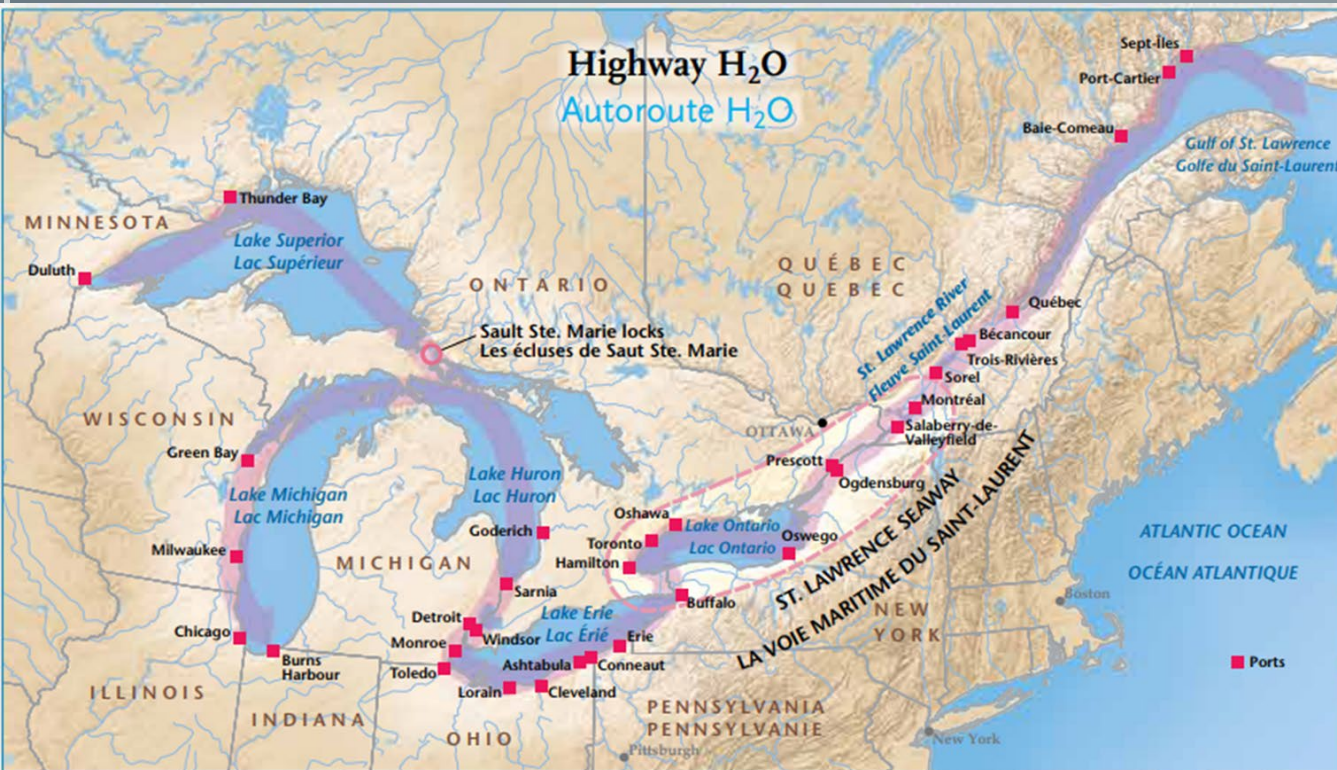 Highway H₂O
Autoroute H₂O
Sept-Îles
Port-Cartier
Baie-Comeau
Gulf of St. Lawrence
Golfe du Saint-Laurent
Thunder Bay
MINNESOTA
Lake Superior
Lac Supérieur
Duluth
ONTARIO
QUÉBEC
QUEBEC
St. Lawrence River
Fleuve Saint-Laurent
Québec
Bécancour
Trois-Rivières
Sorel
Montréal
Salaberry-de-
Valleyfield
Sault Ste. Marie locks
Les écluses de Saut Ste. Marie
WISCONSIN
OTTAWA
Green Bay
Prescott
Ogdensburg
Lake Michigan
Lac Michigan
Lake Huron
Lac Huron
Goderich
Oshawa
Toronto
Hamilton
Lake Ontario
Lac Ontario
Oswego
Milwaukee
MICHIGAN
Sarnia
ST. LAWRENCE SEAWAY
LA VOIE MARITIME DU SAINT-LAURENT
ATLANTIC OCEAN
OCÉAN ATLANTIQUE
Boston
Buffalo
Detroit
Windsor
Lake Erie
Lac Érié
Erie
NEW
YORK
Chicago
Monroe
Toledo
Ashtabula
Conneaut
Burns
Harbour
Lorain
Cleveland
Ports
ILLINOIS
INDIANA
OHIO
PENNSYLVANIA
PENNSYLVANIE
New York
Pittsburgh